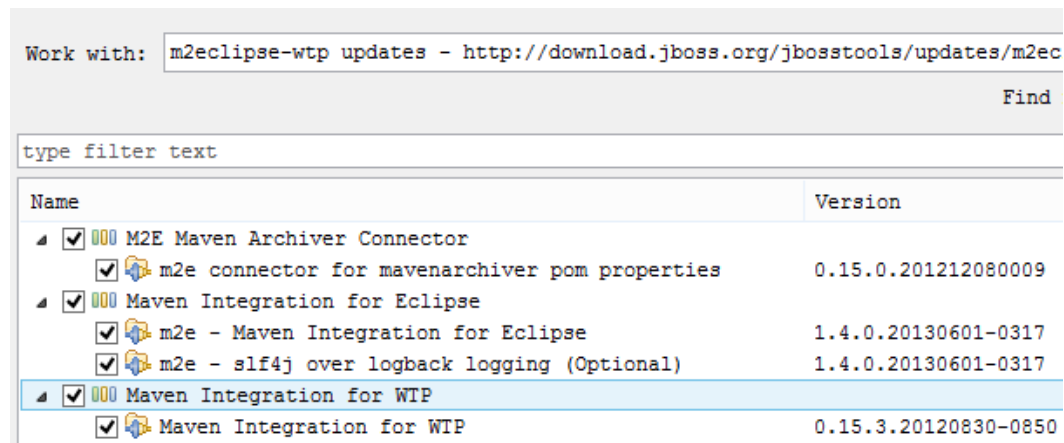 Work with: m2eclipse-wtp updates - http://download.jboss.org/jbosstools/updates/m2ec
Find
type filter text
Name Version
M2E Maven Archiver Connector
m2e connector for mavenarchiver pom properties 0.15.0.201212080009
Maven Integration for Eclipse
m2e - Maven Integration for Eclipse 1.4.0.20130601-0317
m2e - slf4j over logback logging (Optional) 1.4.0.20130601-0317
Maven Integration for WTP
Maven Integration for WTP 0.15.3.20120830-0850